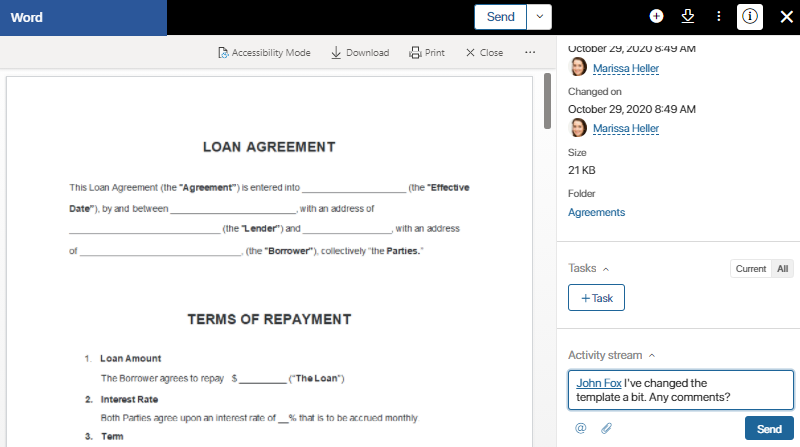 Word
Send
Accessibility Mode Download Print Close
LOAN AGREEMENT
This Loan Agreement (the "Agreement") is entered into ____________________ (the "Effective
Date"), by and between ________________________, with an address of
_____________________________ (the "Lender") and _________________, with an address
of _______________________________, (the "Borrower"), collectively "the Parties."
TERMS OF REPAYMENT
1. Loan Amount
The Borrower agrees to repay $ _________ ("The Loan")
2. Interest Rate
Both Parties agree upon an interest rate of __% that is to be accrued monthly
3. Term
October 29, 2020 8:49 AM
Marissa Heller
Changed on
October 29, 2020 8:49 AM
Marissa Heller
Size
21 KB
Folder
Agreements
Tasks Current All
+ Task
Activity stream
John Fox I've changed the
template a bit. Any comments?
@ Send